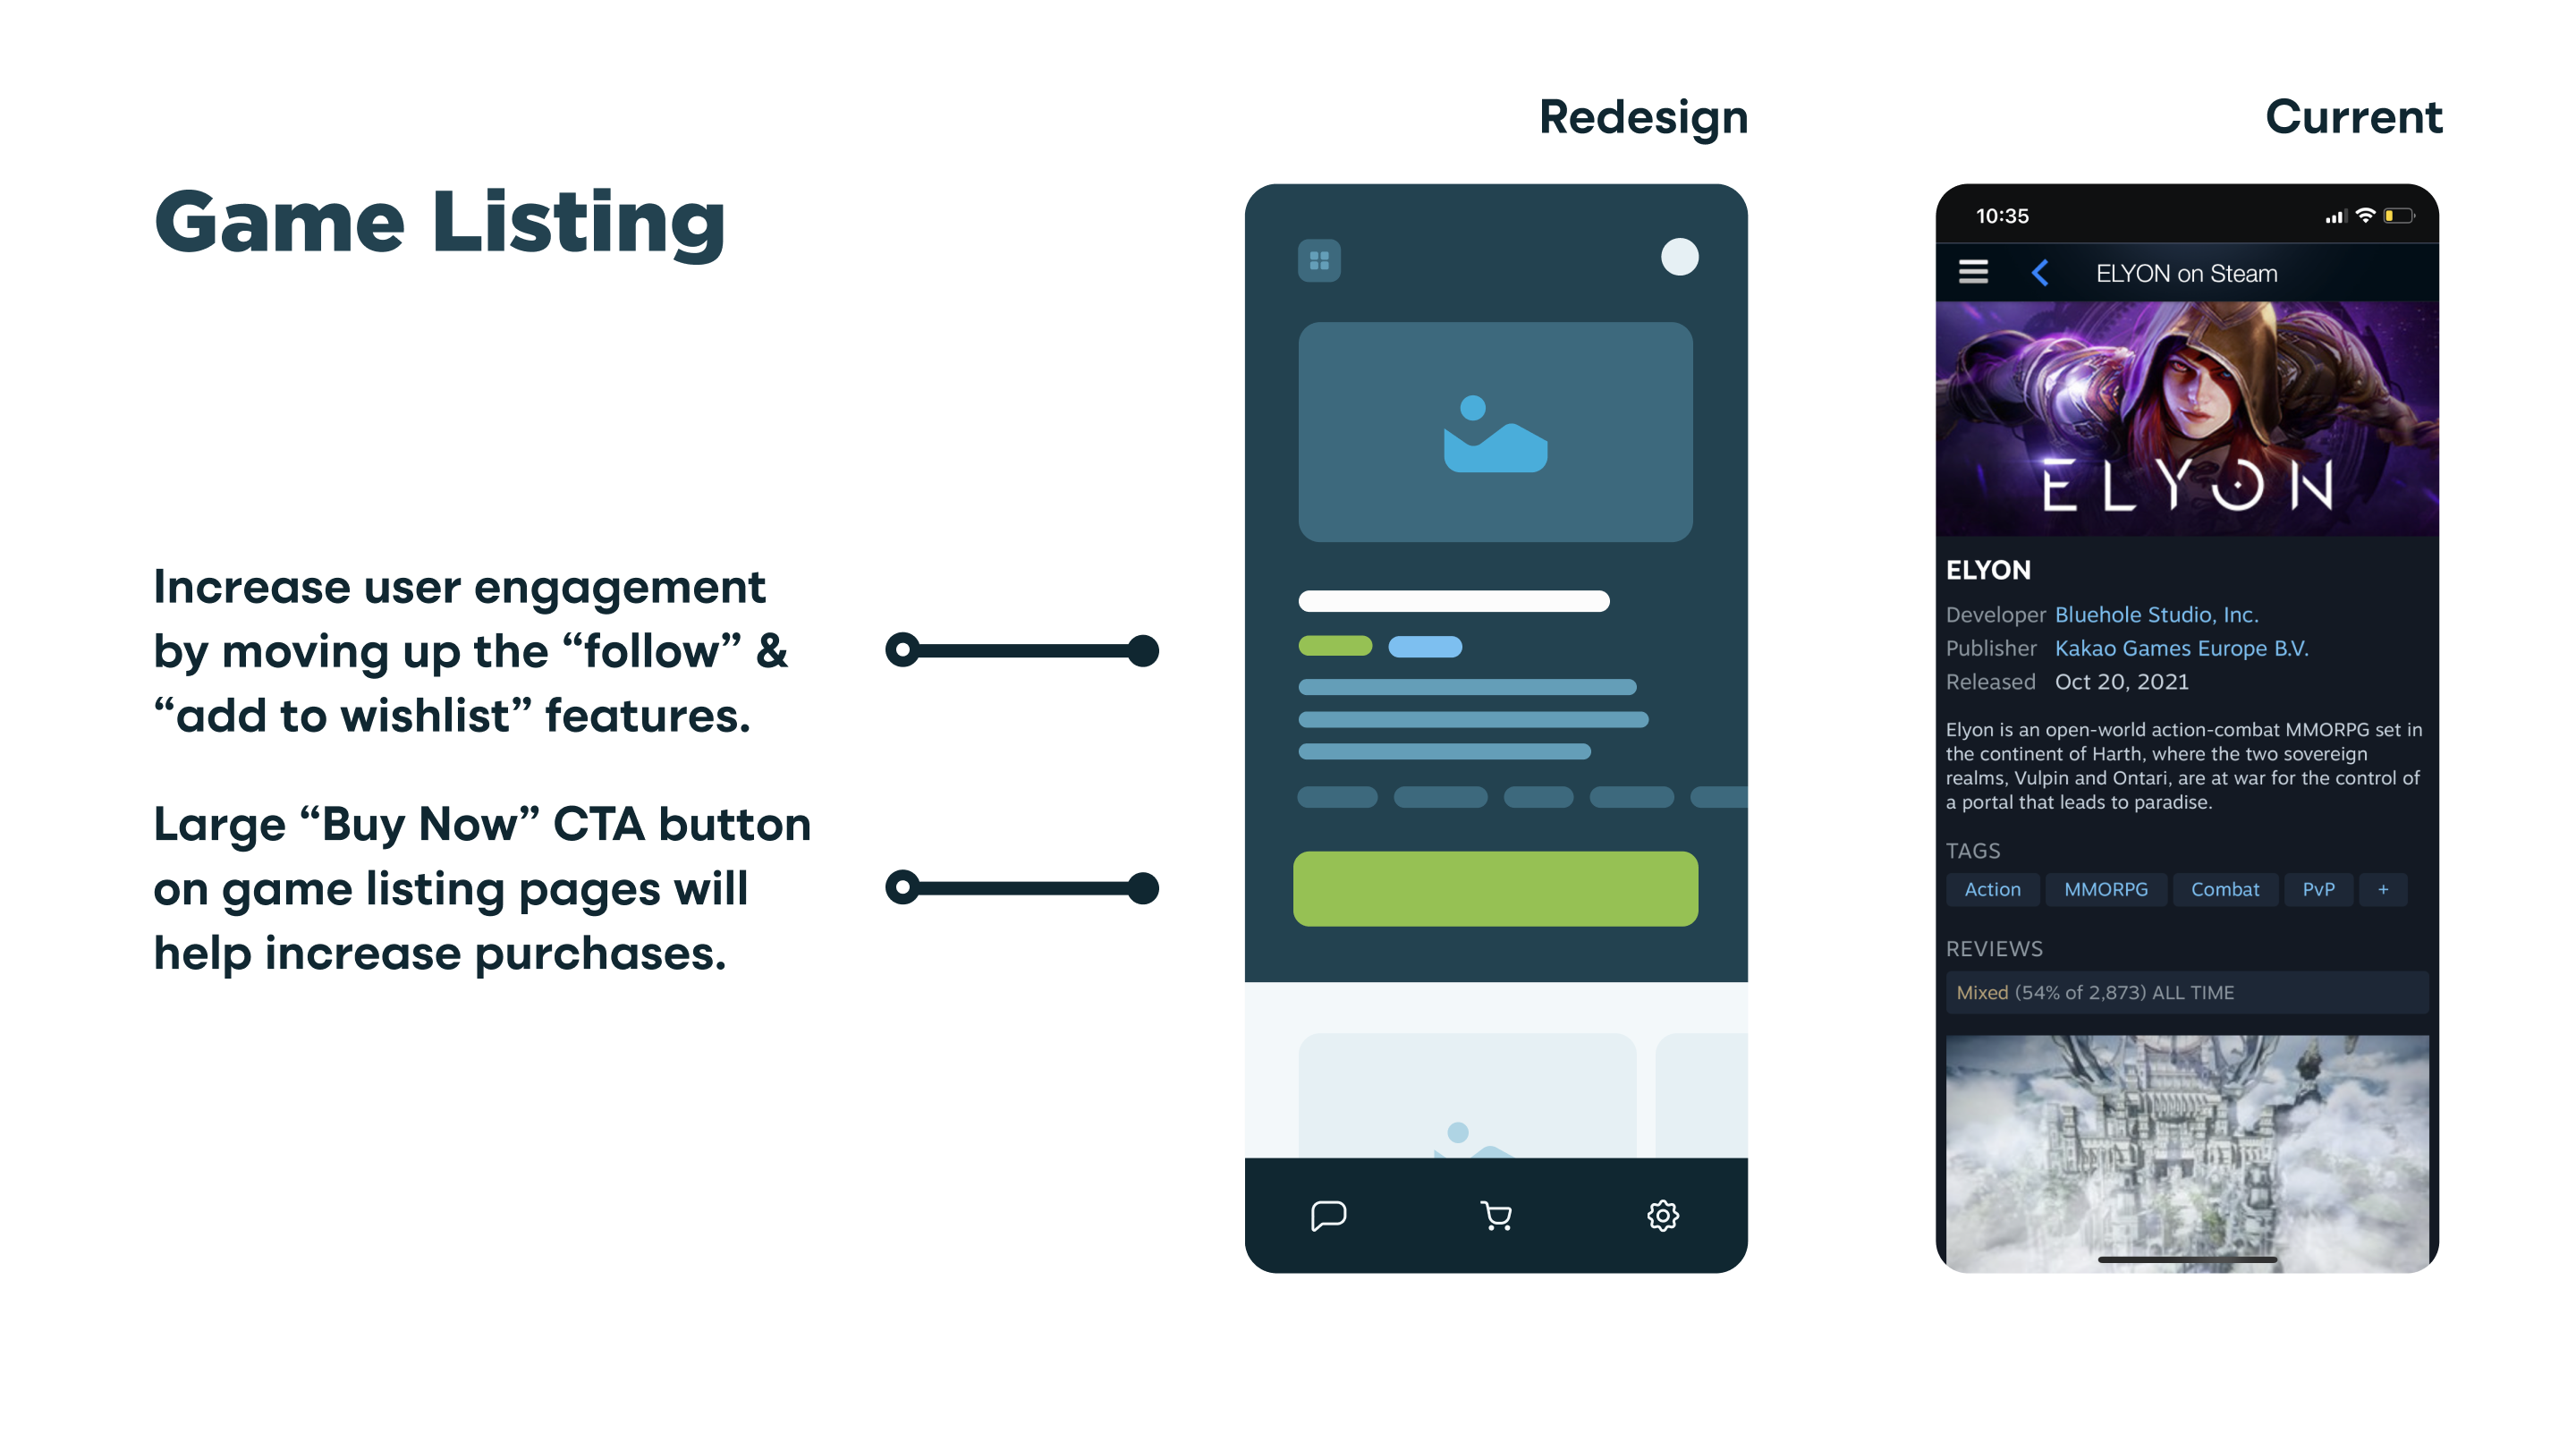 Redesign
Current
Game Listing
Increase user engagement
by moving up the “follow” &
“add to wishlist” features.
Large “Buy Now” CTA button
on game listing pages will
help increase purchases.
10:35
ELYON on Steam
ELYON
ELYON
Developer Bluehole Studio, Inc.
Publisher Kakao Games Europe B.V.
Released Oct 20, 2021
Elyon is an open-world action-combat MMORPG set in
the continent of Harth, where the two sovereign
realms, Vulpin and Ontari, are at war for the control of
a portal that leads to paradise.
TAGS
Action MMORPG Combat PvP +
REVIEWS
Mixed (54% of 2,873) ALL TIME